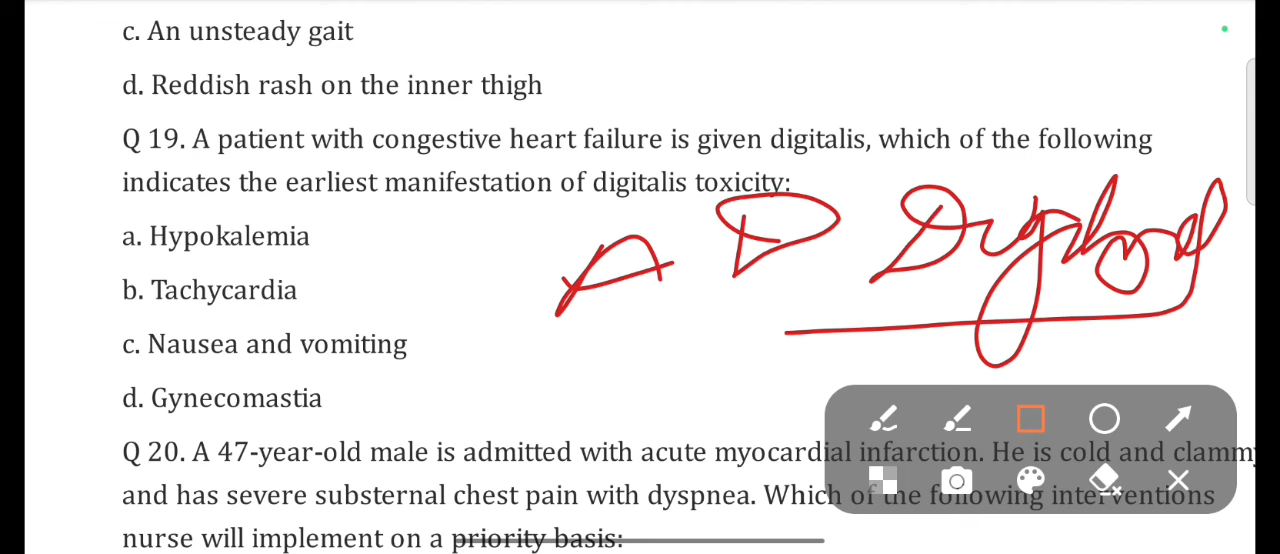 c. An unsteady gait
d. Reddish rash on the inner thigh
Q 19. A patient with congestive heart failure is given digitalis, which of the following
indicates the earliest manifestation of digitalis toxicity:
a. Hypokalemia
A D
b. Tachycardia
c. Nausea and vomiting
d. Gynecomastia
Q 20. A 47-year-old male is admitted with acute myocardial infarction. He is cold and clammy
and has severe substernal chest pain with dyspnea. Which of the following interventions
nurse will implement on a priority basis: